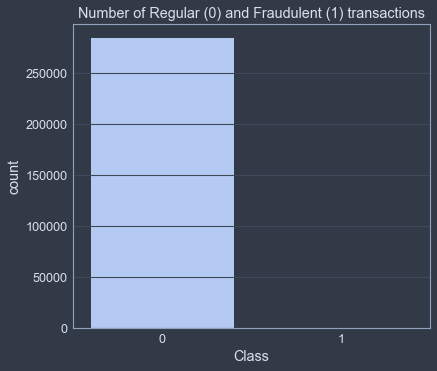 Number of Regular (0) and Fraudulent (1) transactions
250000
200000
150000
100000
50000
0
count
0 1
Class